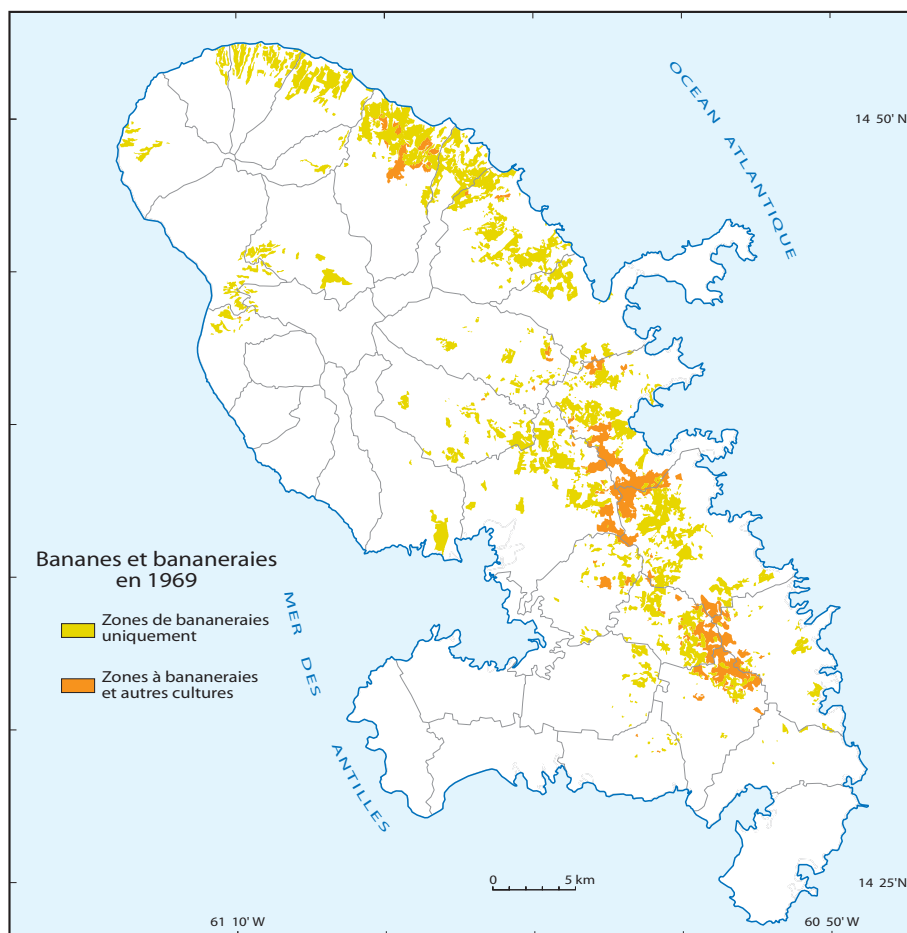 OCEAN ATLANTIQUE
14 50' N
Bananes et bananeraies
en 1969
Zones de bananeraies
uniquement
Zones à bananeraies
et autres cultures
MER DES ANTILLES
0 5 km
14 25' N
61 10' W
60 50' W